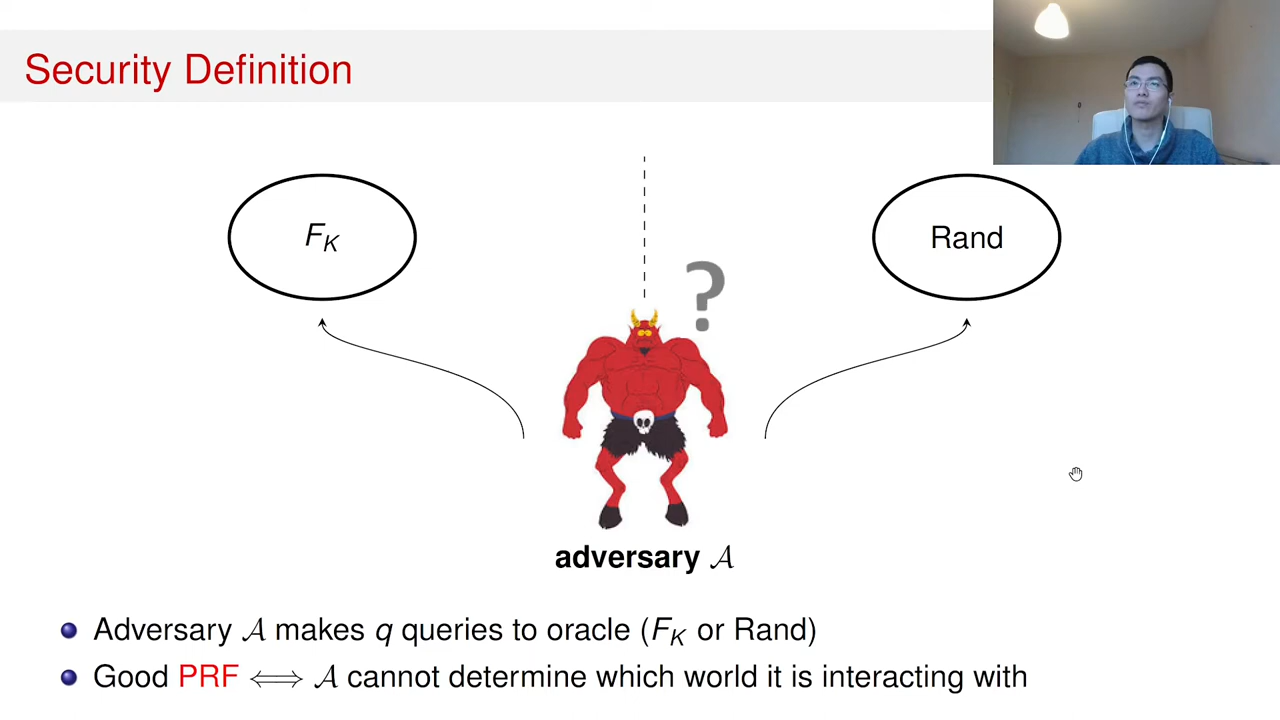 Security Definition
F_K
Rand
?
adversary 𝒜
Adversary 𝒜 makes q queries to oracle (F_K or Rand)
Good PRF ⟺ 𝒜 cannot determine which world it is interacting with